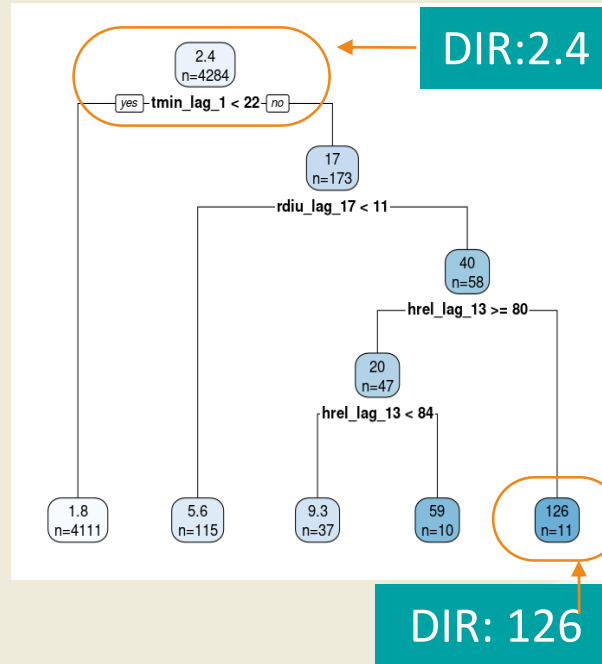 DIR:2.4
2.4
n=4284
yes tmin_lag_1 < 22 no
17
n=173
rdiu_lag_17 < 11
40
n=58
hrel_lag_13 >= 80
20
n=47
hrel_lag_13 < 84
1.8
n=4111
5.6
n=115
9.3
n=37
59
n=10
126
n=11
DIR: 126